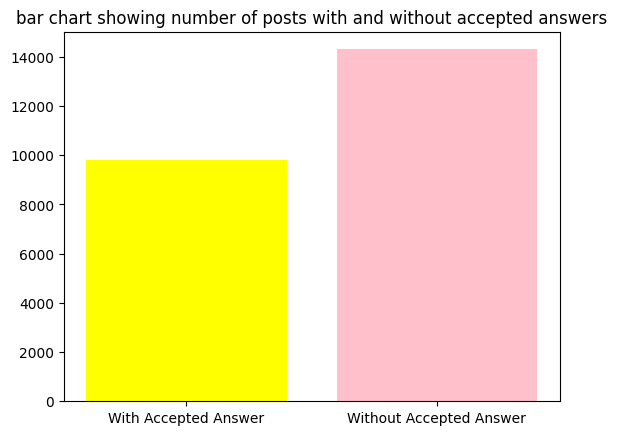 bar chart showing number of posts with and without accepted answers
14000
12000
10000
8000
6000
4000
2000
0
With Accepted Answer
Without Accepted Answer